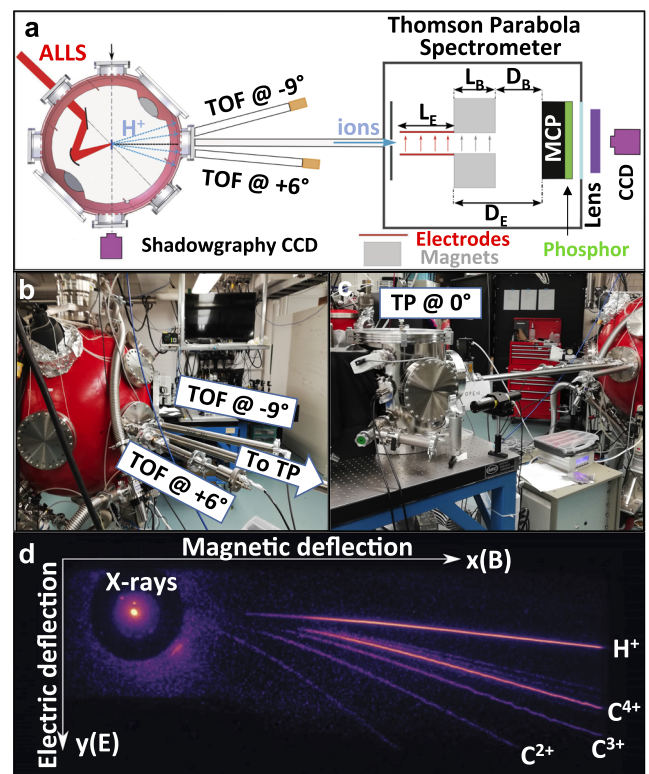 a
ALLS
H⁺
TOF @ -9°
TOF @ +6°
Shadowgraphy CCD
Thomson Parabola
Spectrometer
ions
L_E
L_B
D_B
D_E
MCP
Lens
CCD
Electrodes
Magnets
Phosphor
b
TOF @ -9°
To TP
TOF @ +6°
c
TP @ 0°
OPEN
d
Magnetic deflection
x(B)
X-rays
Electric deflection
y(E)
H⁺
C⁴⁺
C³⁺
C²⁺